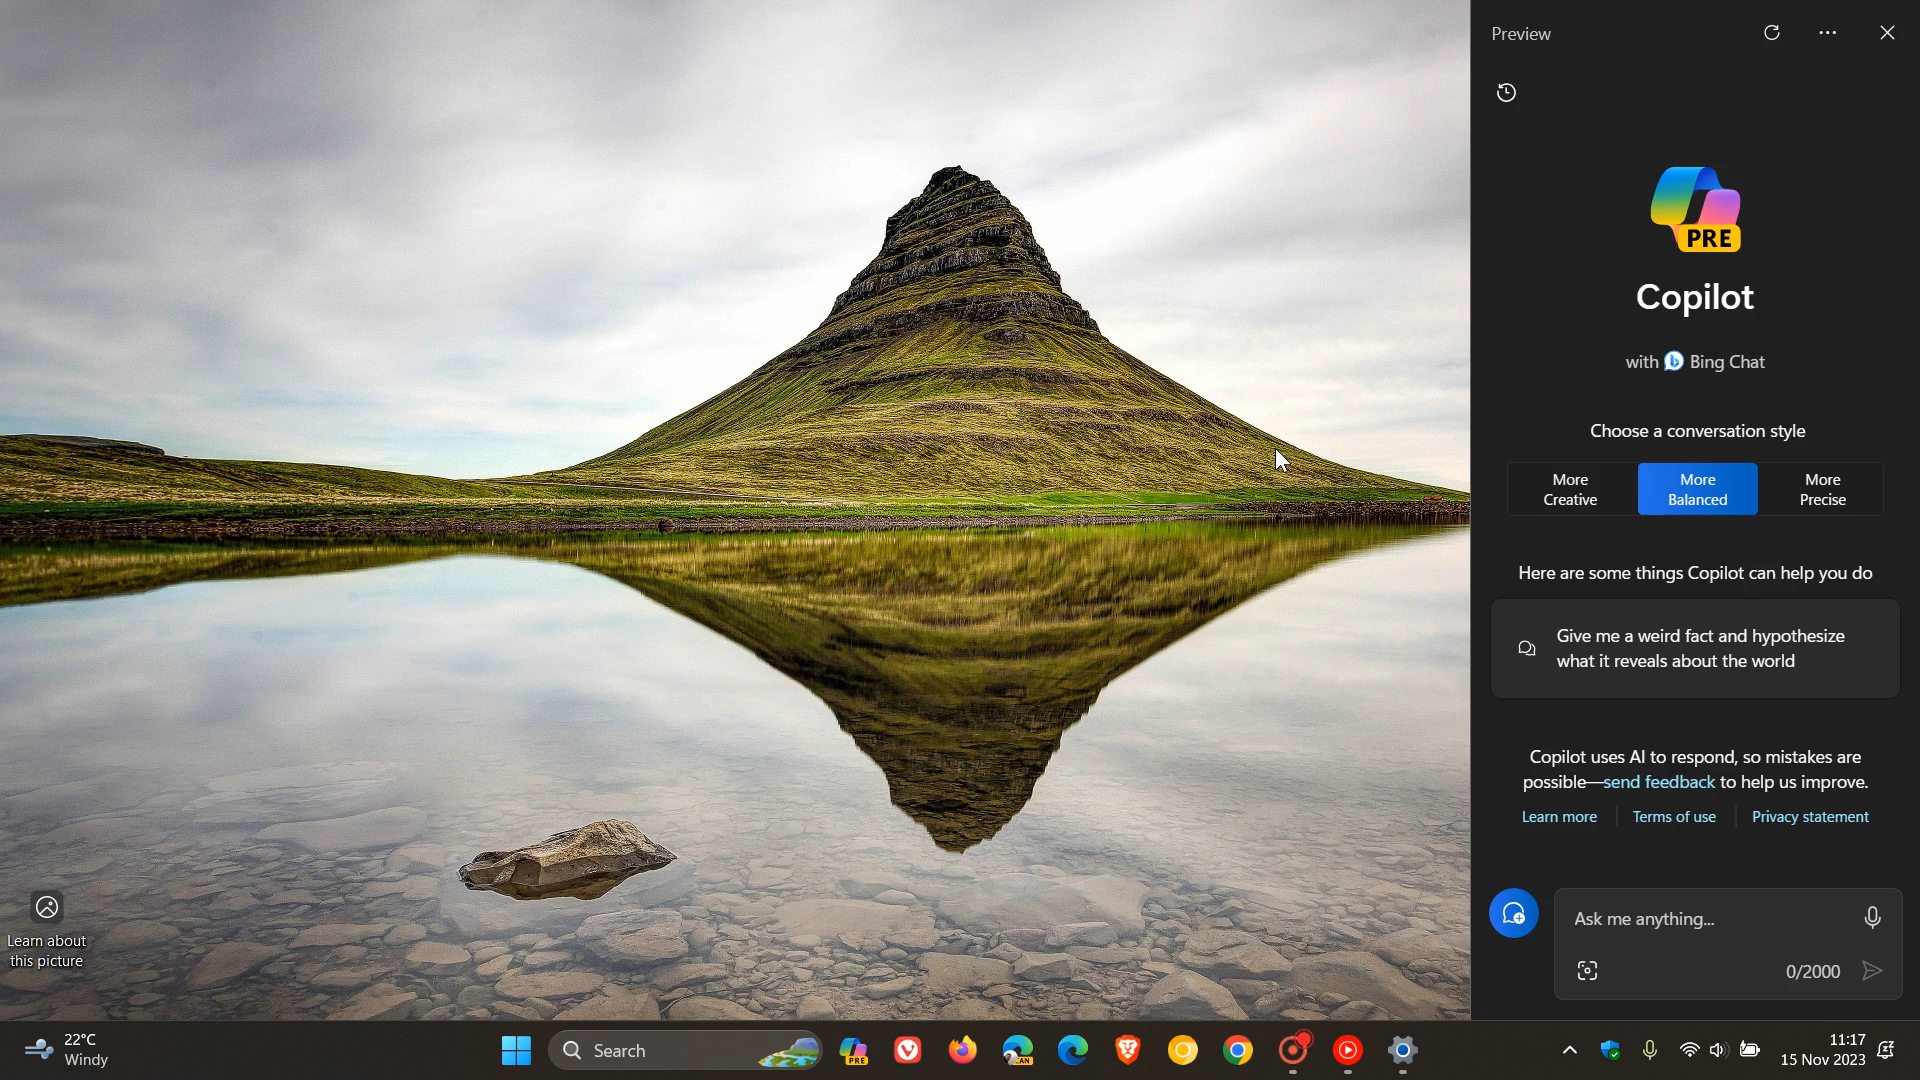 Preview
PRE
Copilot
with Bing Chat
Choose a conversation style
More
Creative
More
Balanced
More
Precise
Here are some things Copilot can help you do
Give me a weird fact and hypothesize
what it reveals about the world
Copilot uses AI to respond, so mistakes are
possible—send feedback to help us improve.
Learn more
Terms of use
Privacy statement
Ask me anything...
0/2000
Learn about
this picture
22°C
Windy
Search
PRE
CAN
11:17
15 Nov 2023